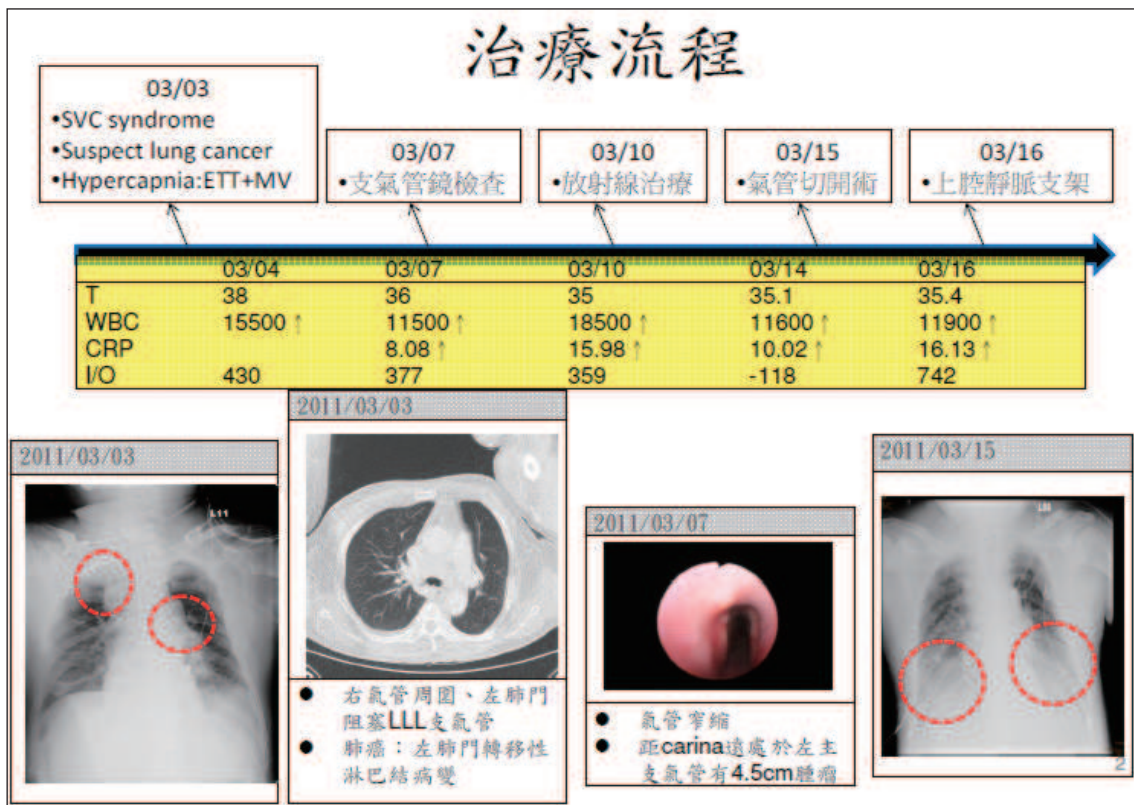 治療流程
03/03
•SVC syndrome
•Suspect lung cancer
•Hypercapnia:ETT+MV
03/07
•支氣管鏡檢查
03/10
•放射線治療
03/15
•氣管切開術
03/16
•上腔靜脈支架
03/04 03/07 03/10 03/14 03/16
T 38 36 35 35.1 35.4
WBC 15500↑ 11500↑ 18500↑ 11600↑ 11900↑
CRP 8.08↑ 15.98↑ 10.02↑ 16.13↑
I/O 430 377 359 -118 742
2011/03/03
L11
2011/03/03
● 右氣管周圍、左肺門
阻塞LLL支氣管
● 肺癌：左肺門轉移性
淋巴結病變
2011/03/07
● 氣管窄縮
● 距carina遠處於左主
支氣管有4.5cm腫瘤
2011/03/15
2